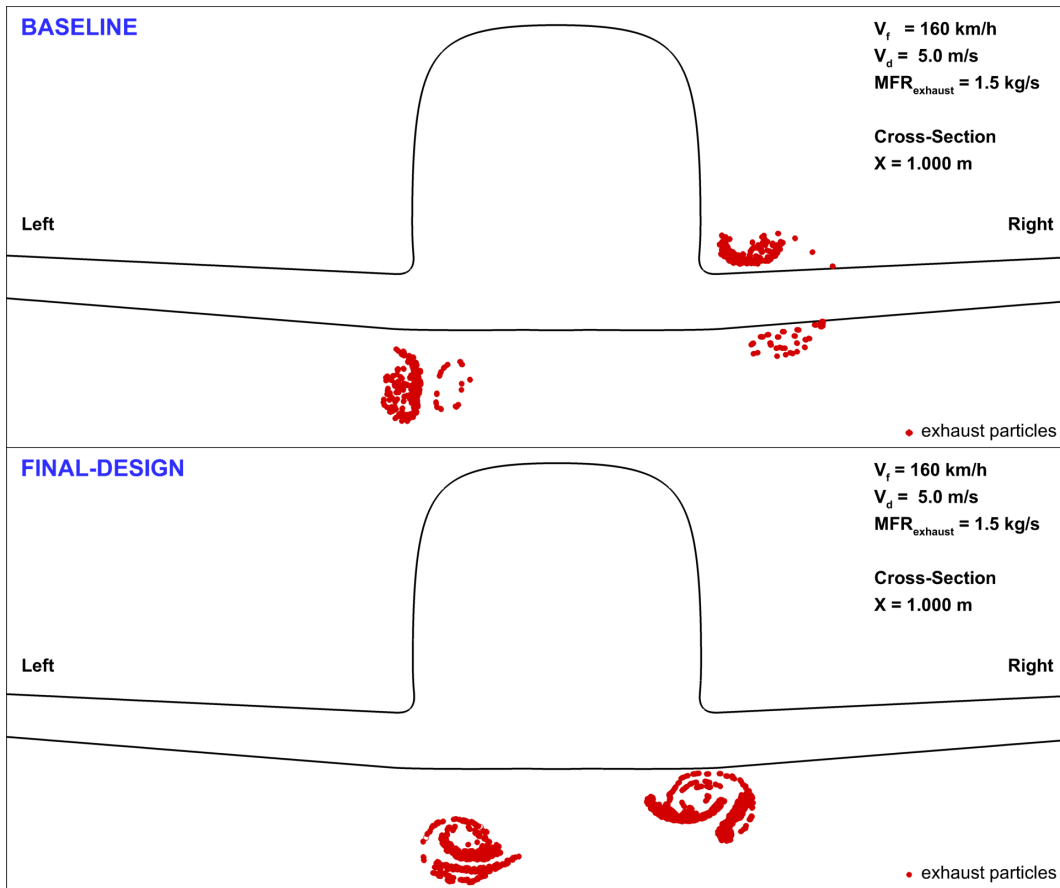 BASELINE
V_f = 160 km/h
V_d = 5.0 m/s
MFR_exhaust = 1.5 kg/s
Cross-Section
X = 1.000 m
Left
Right
exhaust particles
FINAL-DESIGN
V_f = 160 km/h
V_d = 5.0 m/s
MFR_exhaust = 1.5 kg/s
Cross-Section
X = 1.000 m
Left
Right
exhaust particles